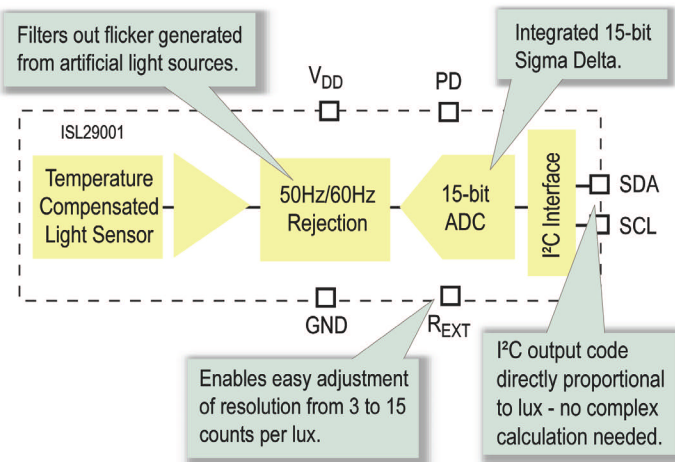 Filters out flicker generated
from artificial light sources.
Integrated 15-bit
Sigma Delta.
VDD
PD
ISL29001
Temperature
Compensated
Light Sensor
50Hz/60Hz
Rejection
15-bit
ADC
I²C Interface
SDA
SCL
GND
REXT
Enables easy adjustment
of resolution from 3 to 15
counts per lux.
I²C output code
directly proportional
to lux - no complex
calculation needed.